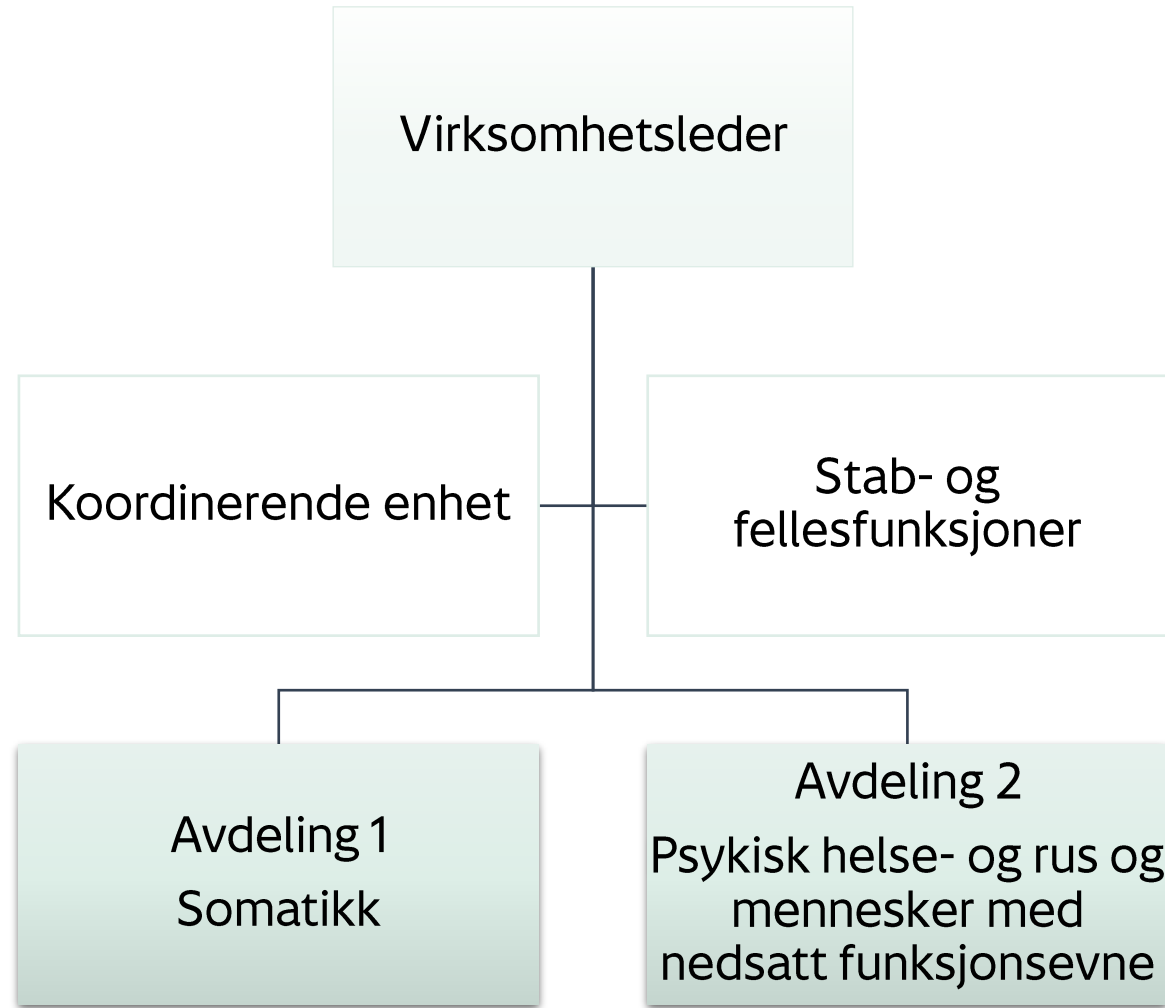 Virksomhetsleder
Koordinerende enhet
Stab- og
fellesfunksjoner
Avdeling 1
Somatikk
Avdeling 2
Psykisk helse- og rus og
mennesker med
nedsatt funksjonsevne